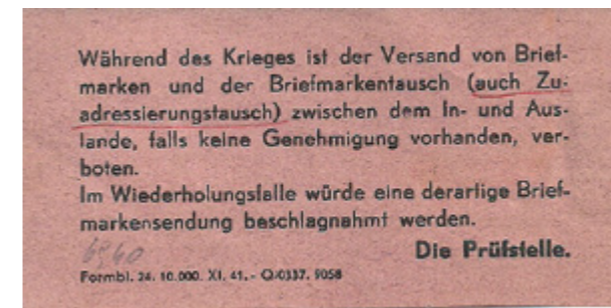 Während des Krieges ist der Versand von Brief-
marken und der Briefmarkentausch (auch Zu-
adressierungstausch) zwischen dem In- und Aus-
lande, falls keine Genehmigung vorhanden, ver-
boten.
Im Wiederholungsfalle würde eine derartige Brief-
markensendung beschlagnahmt werden.
6960
Die Prüfstelle.
Formbl. 24. 10.000. XI. 41. - Q/0337. 9058